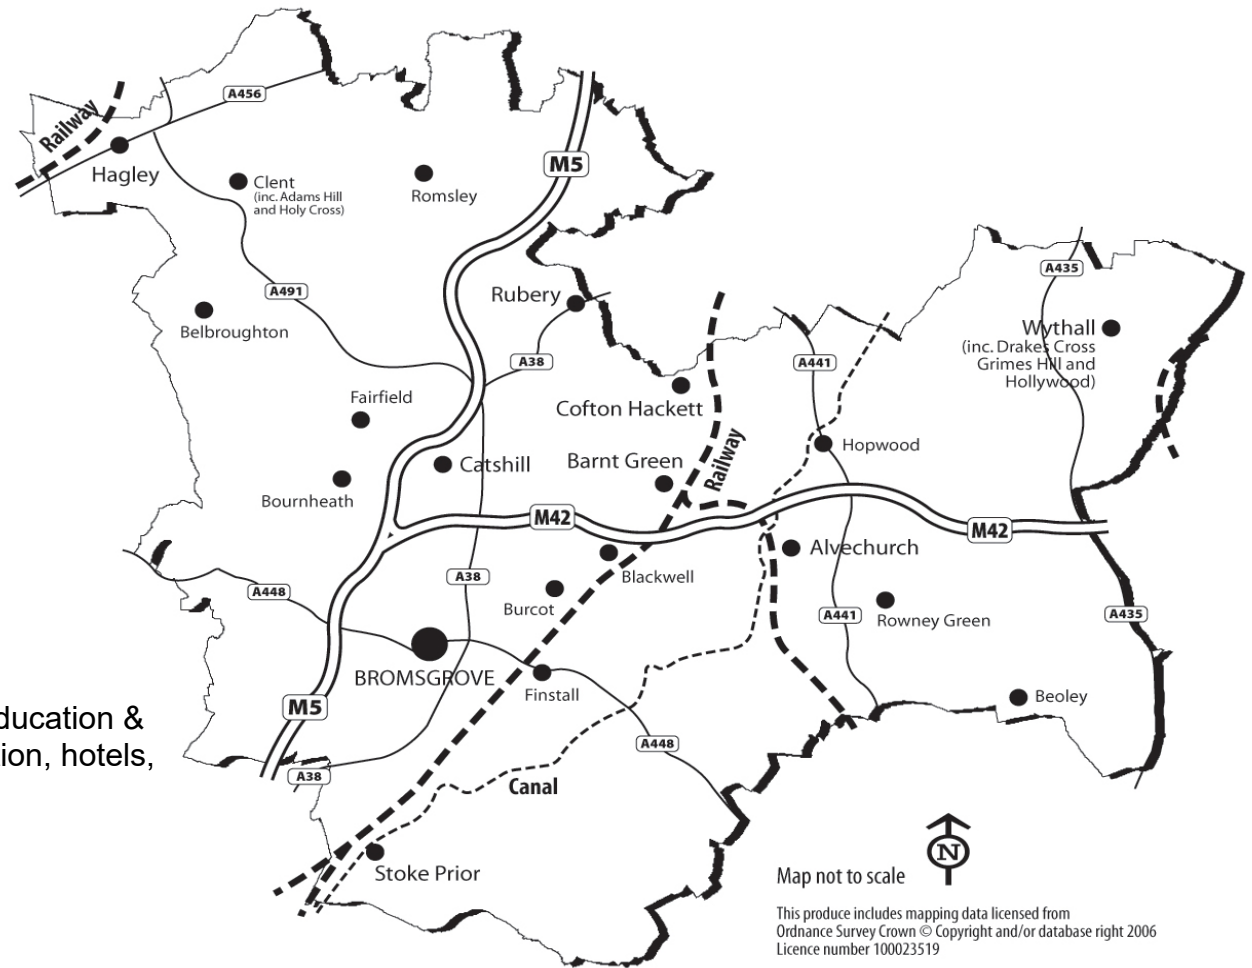 A456
Railway
M5
Hagley
Clent
(inc. Adams Hill
and Holy Cross)
Romsley
A435
A491
Rubery
Belbroughton
Wythall
(inc. Drakes Cross
Grimes Hill and
Hollywood)
A38
A441
Fairfield
Cofton Hackett
Hopwood
Railway
Catshill
Barnt Green
Bournheath
M42
M42
Alvechurch
Blackwell
A38
A448
Burcot
A441
Rowney Green
A435
BROMSGROVE
Finstall
Beoley
M5
ducation &
A448
tion, hotels,
A38
Canal
Stoke Prior
N
Map not to scale
This produce includes mapping data licensed from
Ordnance Survey Crown © Copyright and/or database right 2006
Licence number 100023519